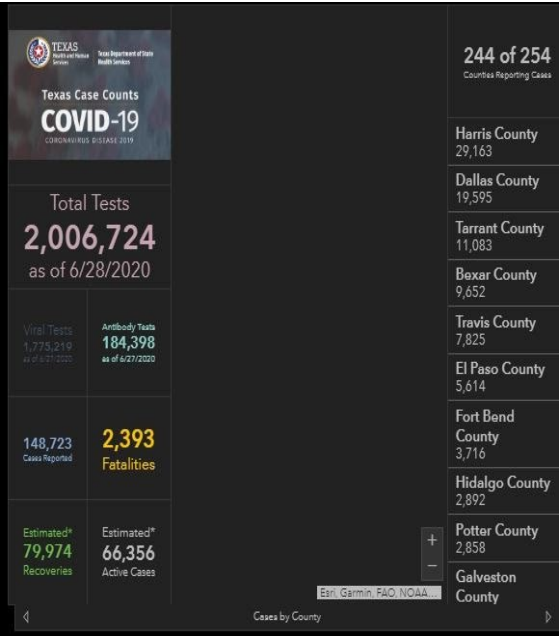 TEXAS
Health and Human
Services
Texas Department of State
Health Services
Texas Case Counts
COVID-19
CORONAVIRUS DISEASE 2019
Total Tests
2,006,724
as of 6/28/2020
Viral Tests
1,775,219
as of 6/27/2020
Antibody Tests
184,398
as of 6/27/2020
148,723
Cases Reported
2,393
Fatalities
Estimated*
79,974
Recoveries
Estimated*
66,356
Active Cases
+
−
Esri, Garmin, FAO, NOAA...
Cases by County
244 of 254
Counties Reporting Cases
Harris County
29,163
Dallas County
19,595
Tarrant County
11,083
Bexar County
9,652
Travis County
7,825
El Paso County
5,614
Fort Bend
County
3,716
Hidalgo County
2,892
Potter County
2,858
Galveston
County